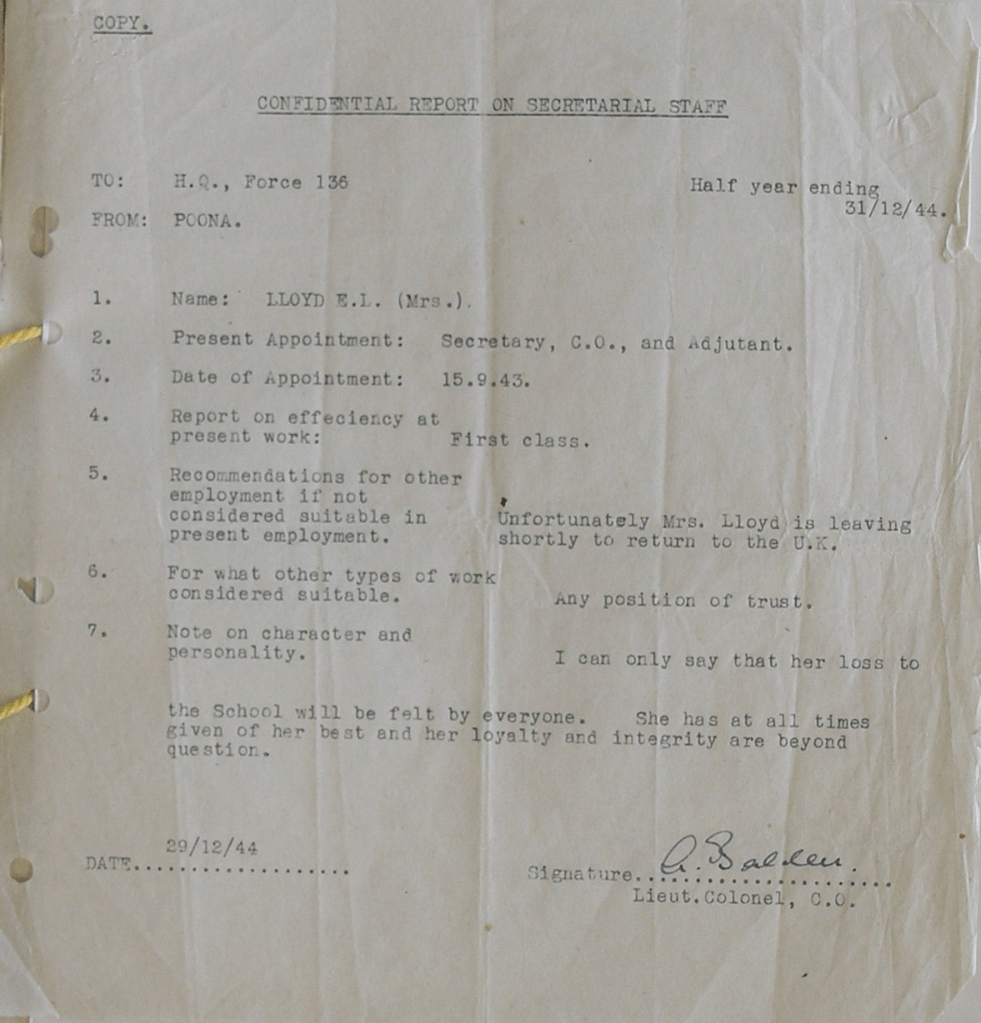 COPY.
CONFIDENTIAL REPORT ON SECRETARIAL STAFF
TO: H.Q., Force 136
Half year ending
31/12/44.
FROM: POONA.
1. Name: LLOYD E.L. (Mrs.).
2. Present Appointment: Secretary, C.O., and Adjutant.
3. Date of Appointment: 15.9.43.
4. Report on effeciency at
present work: First class.
5. Recommendations for other
employment if not
considered suitable in
present employment.
Unfortunately Mrs. Lloyd is leaving
shortly to return to the U.K.
6. For what other types of work
considered suitable.
Any position of trust.
7. Note on character and
personality.
I can only say that her loss to
the School will be felt by everyone. She has at all times
given of her best and her loyalty and integrity are beyond
question.
29/12/44
DATE...................
Signature......................
Lieut.Colonel, C.O.